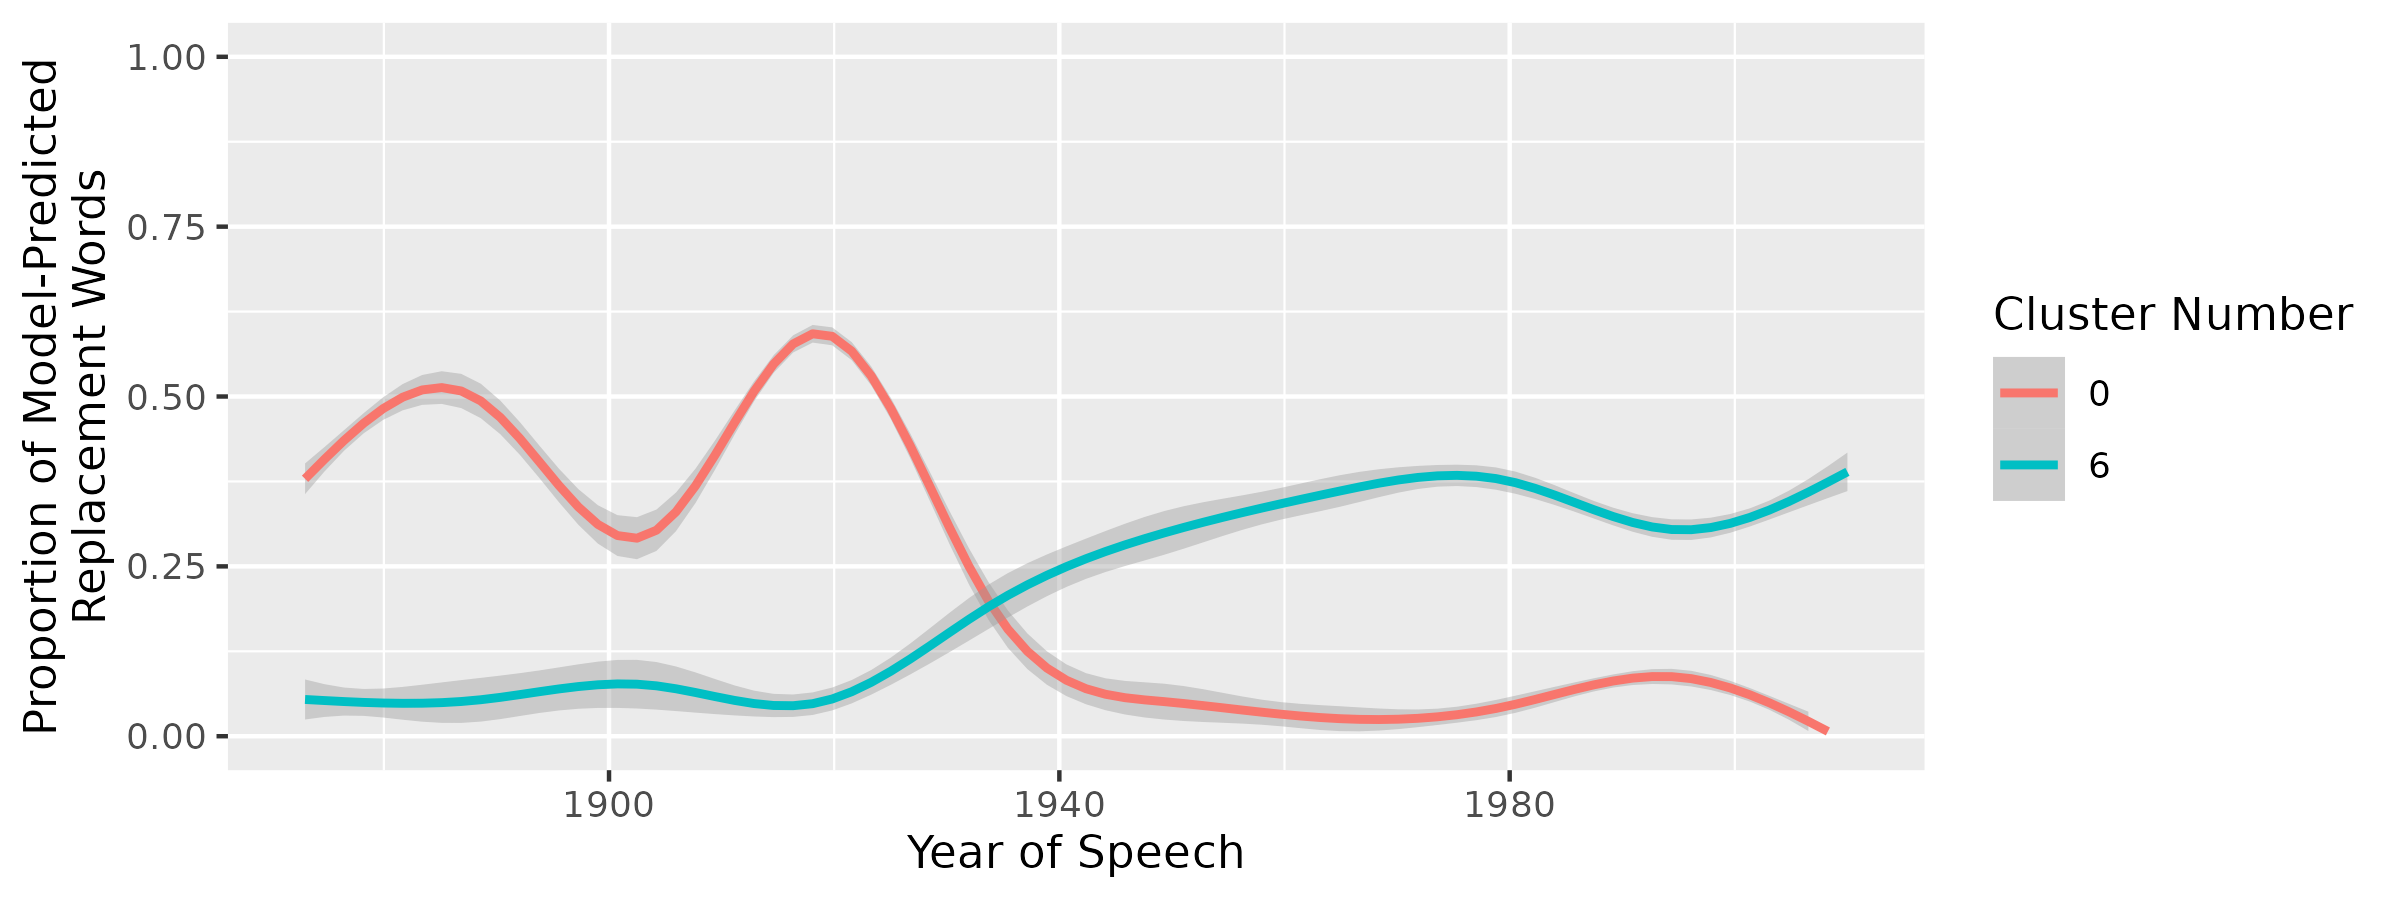 Proportion of Model-Predicted
Replacement Words
1.00
0.75
0.50
0.25
0.00
1900
1940
1980
Year of Speech
Cluster Number
0
6